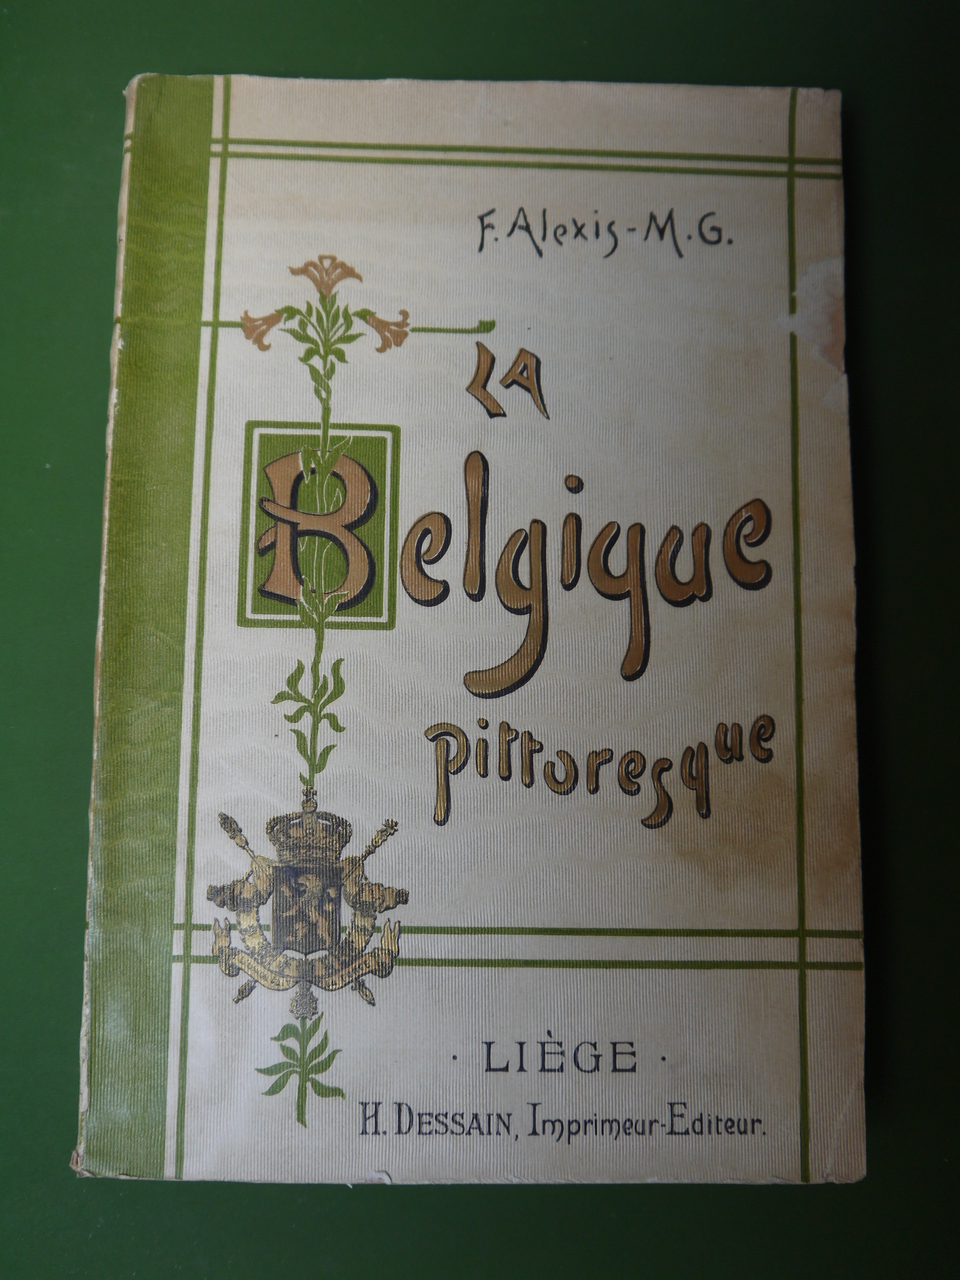 F. Alexis-M.G.
LA
Belgique
pittoresque
· LIÈGE ·
H. DESSAIN, Imprimeur-Editeur.